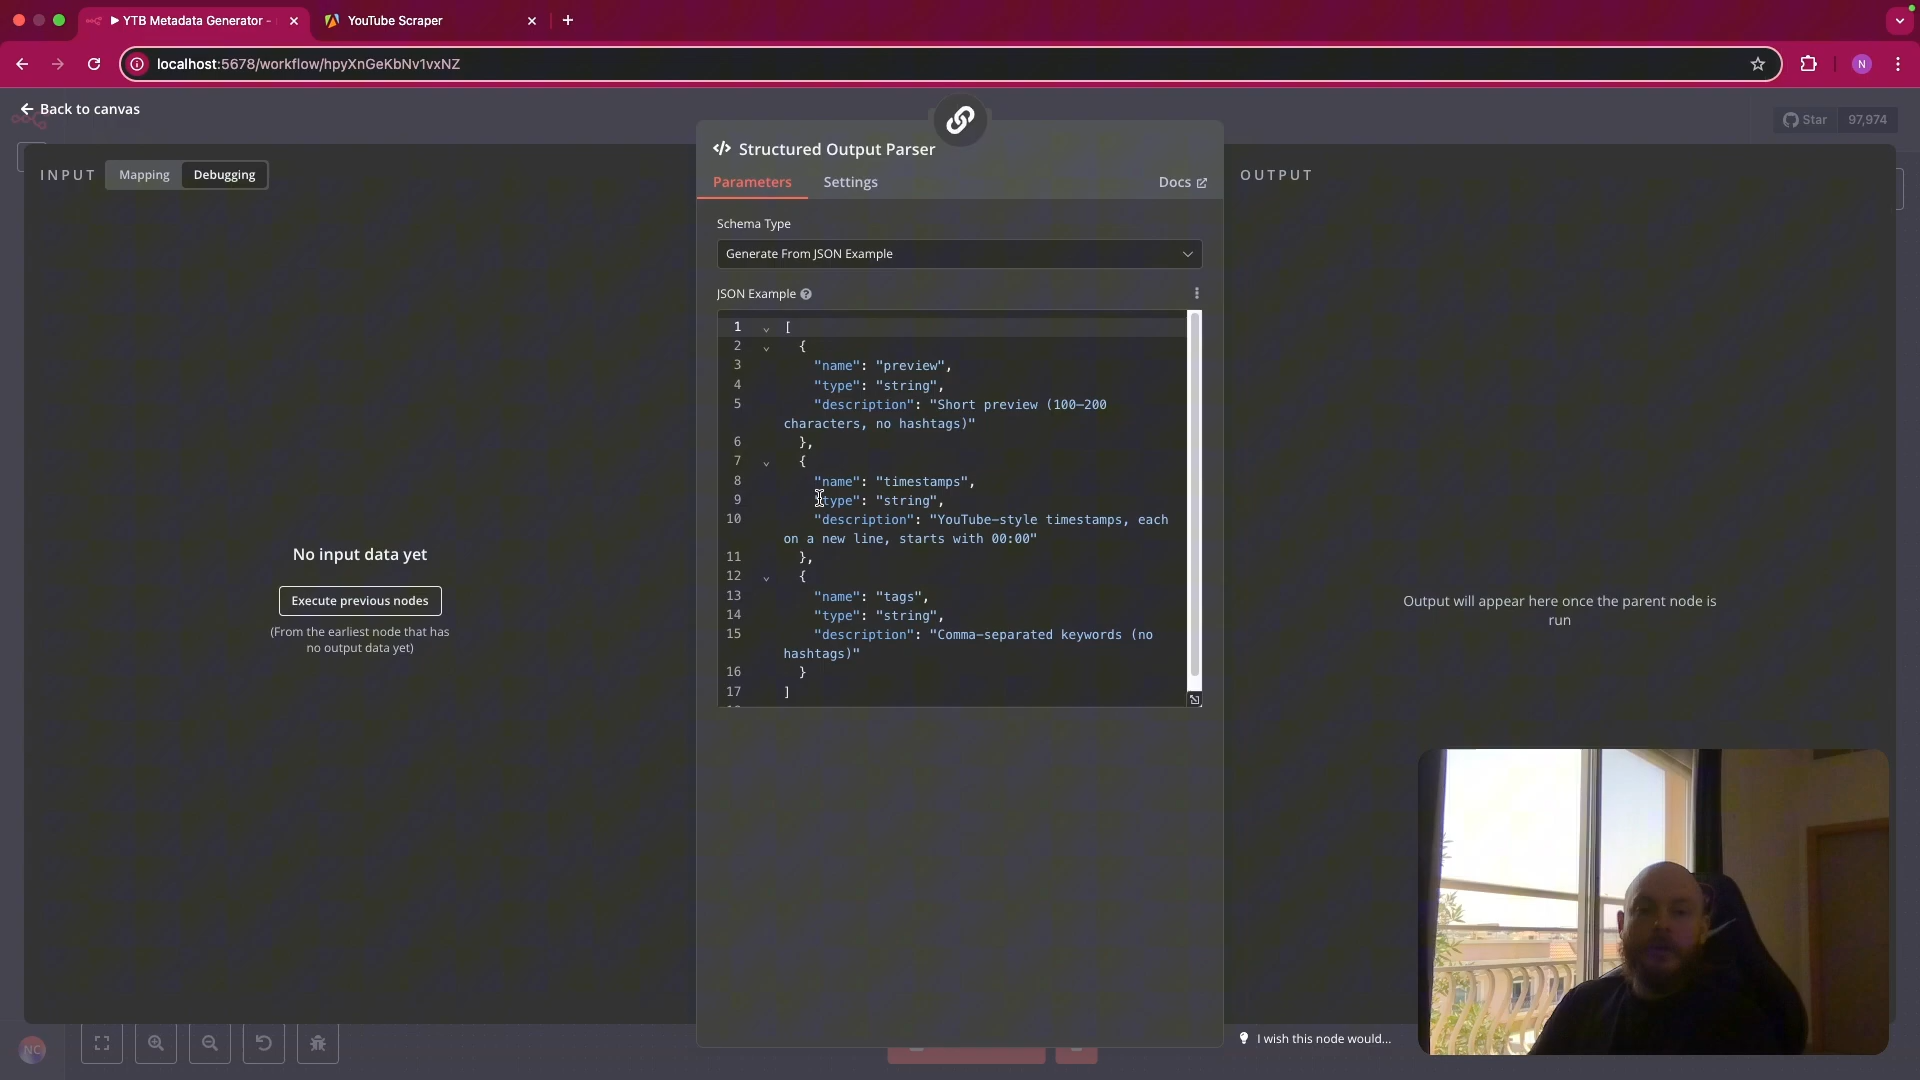 YTB Metadata Generator -
YouTube Scraper
localhost:5678/workflow/hpyXnGeKbNv1vxNZ
N
Back to canvas
Star 97,974
INPUT
Mapping
Debugging
Structured Output Parser
OUTPUT
Parameters
Settings
Docs
Schema Type
Generate From JSON Example
JSON Example
1 [
2 {
3 "name": "preview",
4 "type": "string",
5 "description": "Short preview (100–200
characters, no hashtags)"
6 },
7 {
8 "name": "timestamps",
9 "type": "string",
10 "description": "YouTube-style timestamps, each
on a new line, starts with 00:00"
11 },
12 {
13 "name": "tags",
14 "type": "string",
15 "description": "Comma-separated keywords (no
hashtags)"
16 }
17 ]
No input data yet
Execute previous nodes
(From the earliest node that has
no output data yet)
Output will appear here once the parent node is
run
NC
I wish this node would...